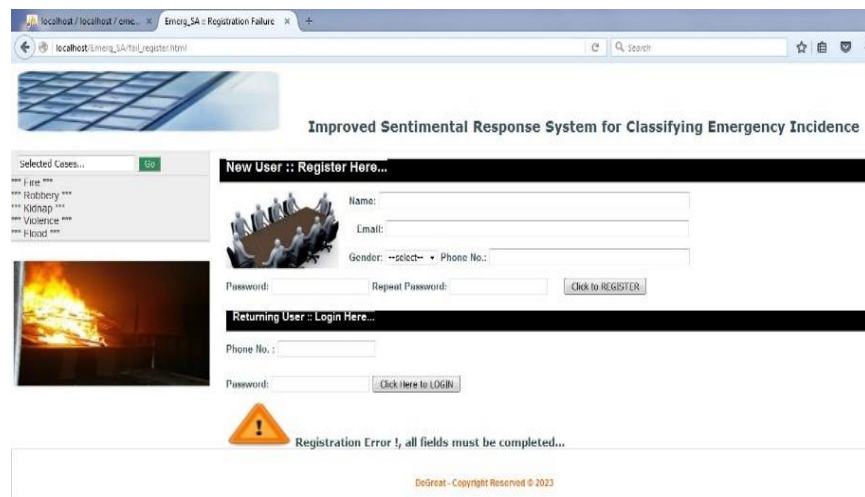 localhost / localhost / eme...
Emerg_SA :: Registration Failure
localhost/Emerg_SA/fail_register.html
Search
Improved Sentimental Response System for Classifying Emergency Incidence
Selected Cases... Go
*** Fire ***
*** Robbery ***
*** Kidnap ***
*** Violence ***
*** Flood ***
New User :: Register Here...
Name:
Email:
Gender: --select-- Phone No.:
Password: Repeat Password: Click to REGISTER
Returning User :: Login Here...
Phone No. :
Password: Click Here to LOGIN
Registration Error !, all fields must be completed...
DeGreat - Copyright Reserved © 2023